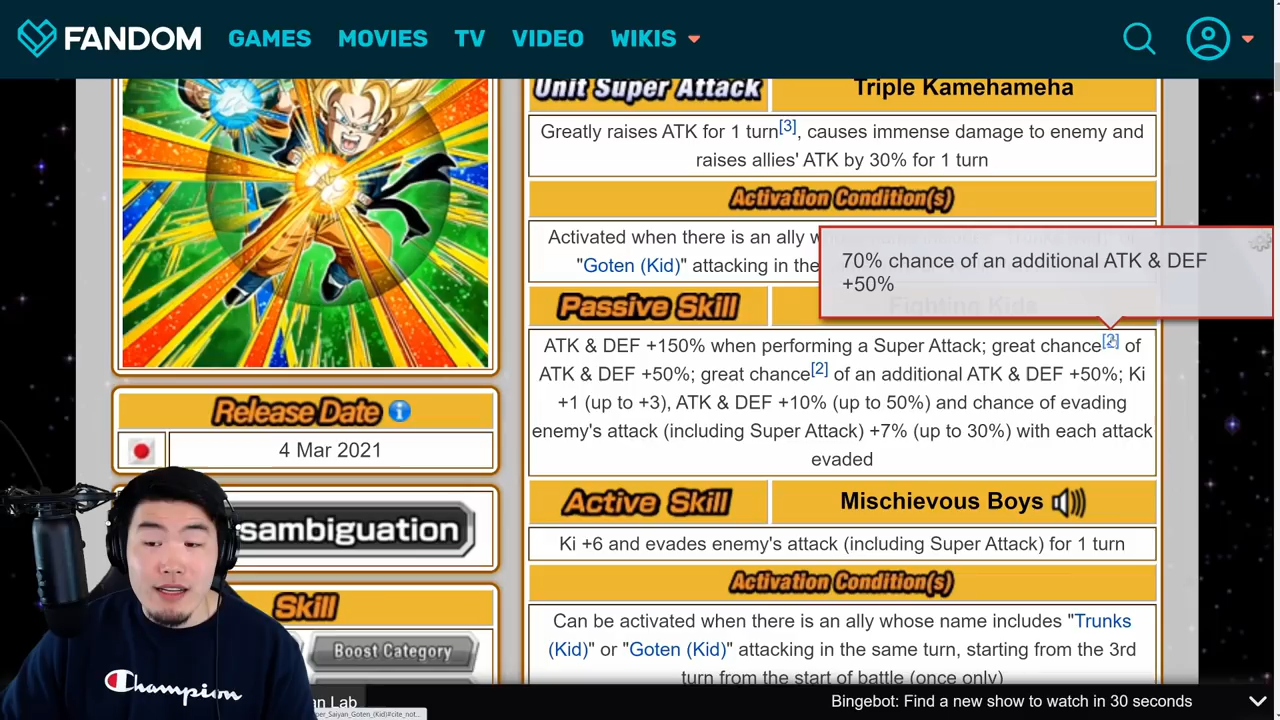 FANDOM GAMES MOVIES TV VIDEO WIKIS
Unit Super Attack
Triple Kamehameha
Greatly raises ATK for 1 turn[3], causes immense damage to enemy and
raises allies' ATK by 30% for 1 turn
Activation Condition(s)
Activated when there is an ally
"Goten (Kid)" attacking in the
70% chance of an additional ATK & DEF
+50%
Passive Skill
Fighting Kids
ATK & DEF +150% when performing a Super Attack; great chance[2] of
ATK & DEF +50%; great chance[2] of an additional ATK & DEF +50%; Ki
+1 (up to +3), ATK & DEF +10% (up to 50%) and chance of evading
enemy's attack (including Super Attack) +7% (up to 30%) with each attack
evaded
Active Skill
Mischievous Boys
Ki +6 and evades enemy's attack (including Super Attack) for 1 turn
Activation Condition(s)
Can be activated when there is an ally whose name includes "Trunks
(Kid)" or "Goten (Kid)" attacking in the same turn, starting from the 3rd
turn from the start of battle (once only)
Release Date i
4 Mar 2021
sambiguation
Skill
Boost Category
Champion
an Lab
per_Saiyan_Goten_(Kid)#cite_not...
Bingebot: Find a new show to watch in 30 seconds